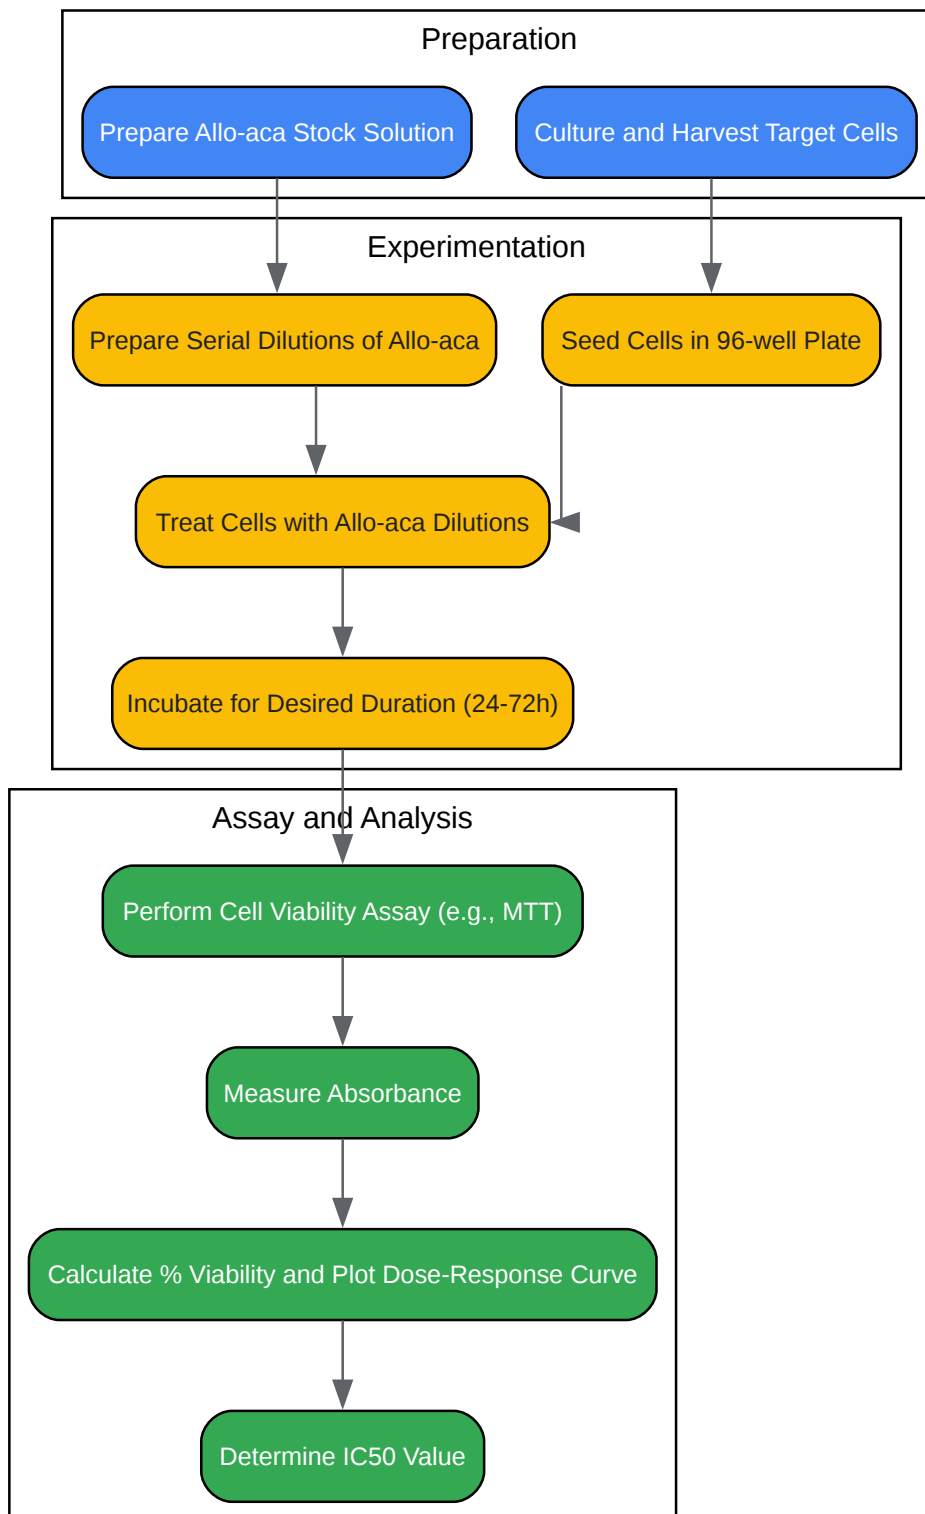 Preparation
Prepare Allo-aca Stock Solution
Culture and Harvest Target Cells
Experimentation
Prepare Serial Dilutions of Allo-aca
Seed Cells in 96-well Plate
Treat Cells with Allo-aca Dilutions
Incubate for Desired Duration (24-72h)
Assay and Analysis
Perform Cell Viability Assay (e.g., MTT)
Measure Absorbance
Calculate % Viability and Plot Dose-Response Curve
Determine IC50 Value